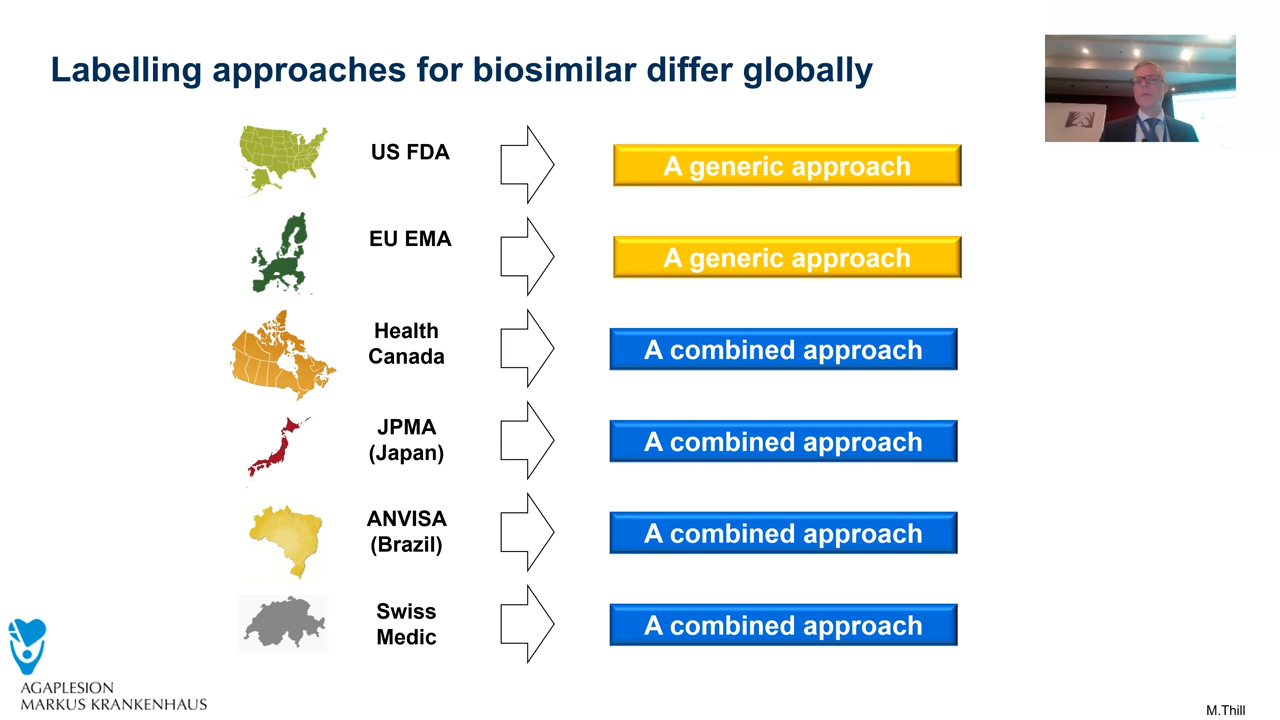 Labelling approaches for biosimilar differ globally
US FDA
A generic approach
EU EMA
A generic approach
Health
Canada
A combined approach
JPMA
(Japan)
A combined approach
ANVISA
(Brazil)
A combined approach
Swiss
Medic
A combined approach
AGAPLESION
MARKUS KRANKENHAUS
M.Thill